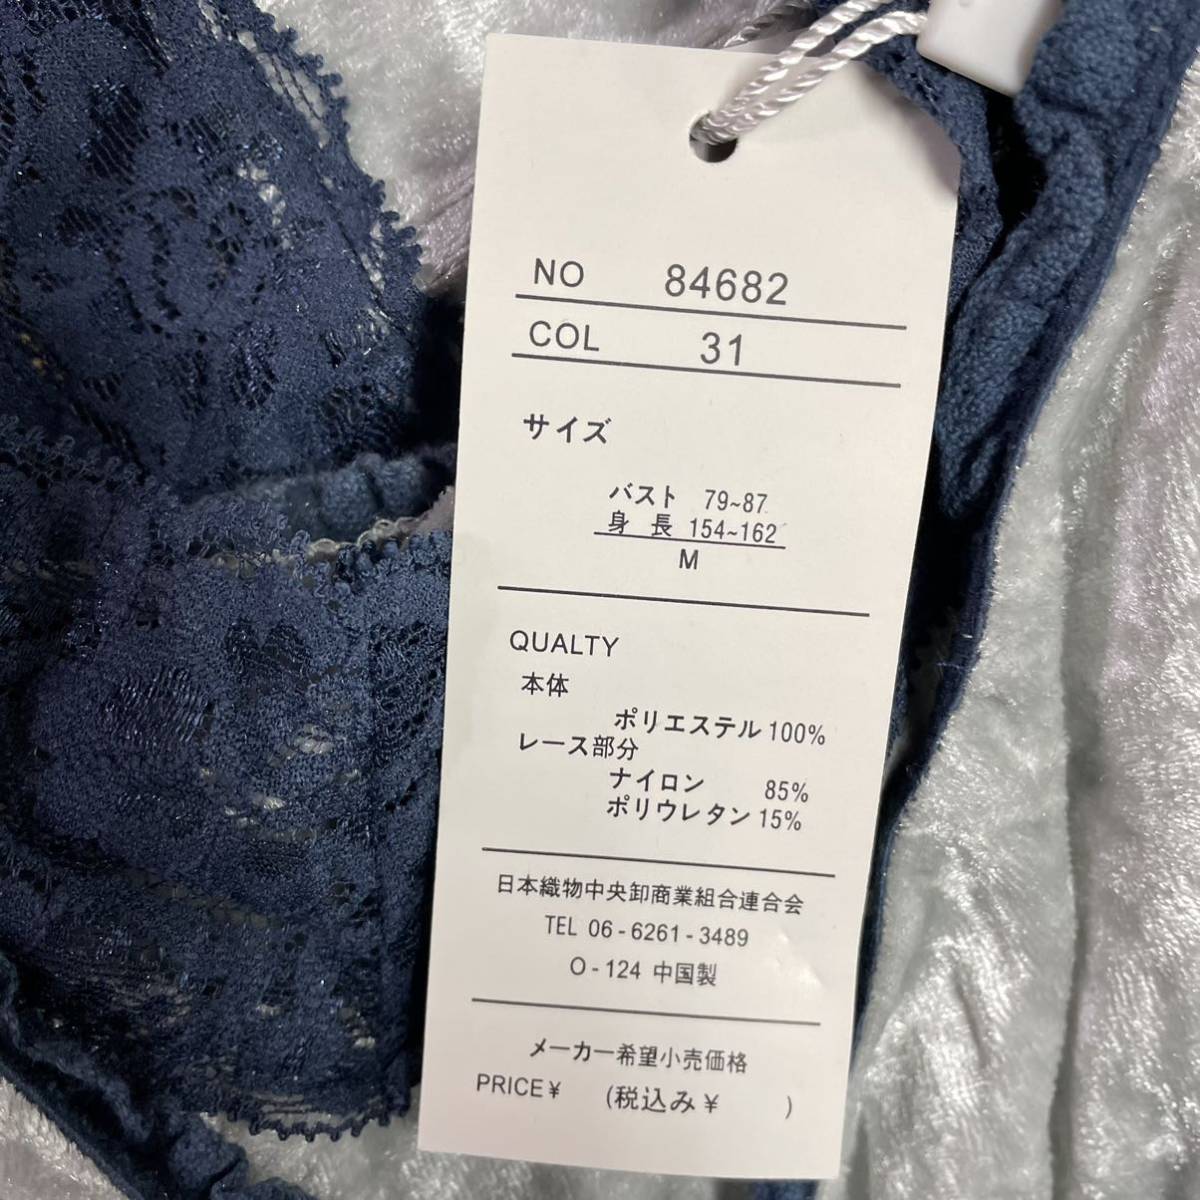 NO 84682
COL 31
サイズ
バスト 79~87
身 長 154~162
M
QUALTY
本体
ポリエステル 100%
レース部分
ナイロン 85%
ポリウレタン 15%
日本織物中央卸商業組合連合会
TEL 06-6261-3489
O-124 中国製
メーカー希望小売価格
PRICE¥ (税込み¥ )